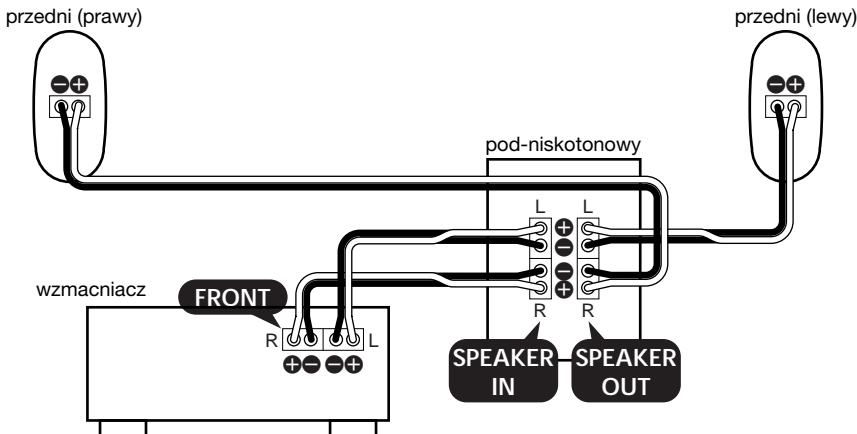 przedni (prawy)
przedni (lewy)
pod-niskotonowy
L
L
wzmacniacz
FRONT
R
L
R
R
SPEAKER
IN
SPEAKER
OUT